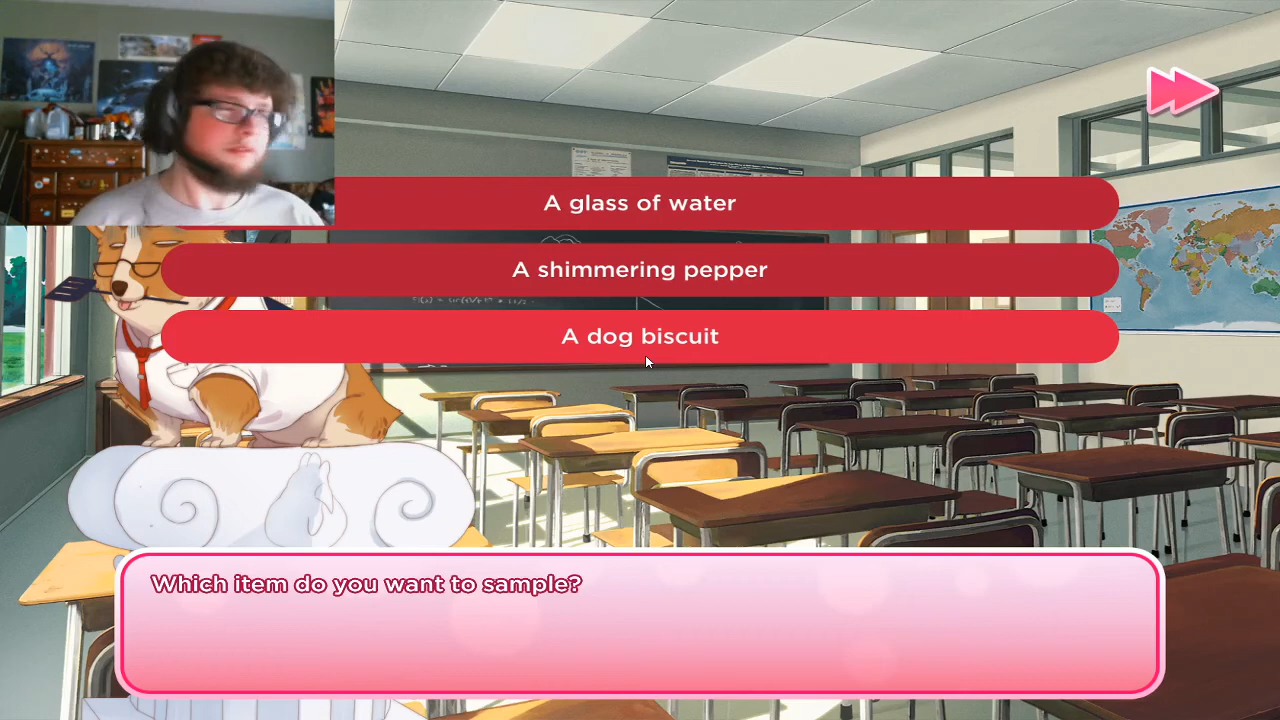 A glass of water
A shimmering pepper
A dog biscuit
Which item do you want to sample?